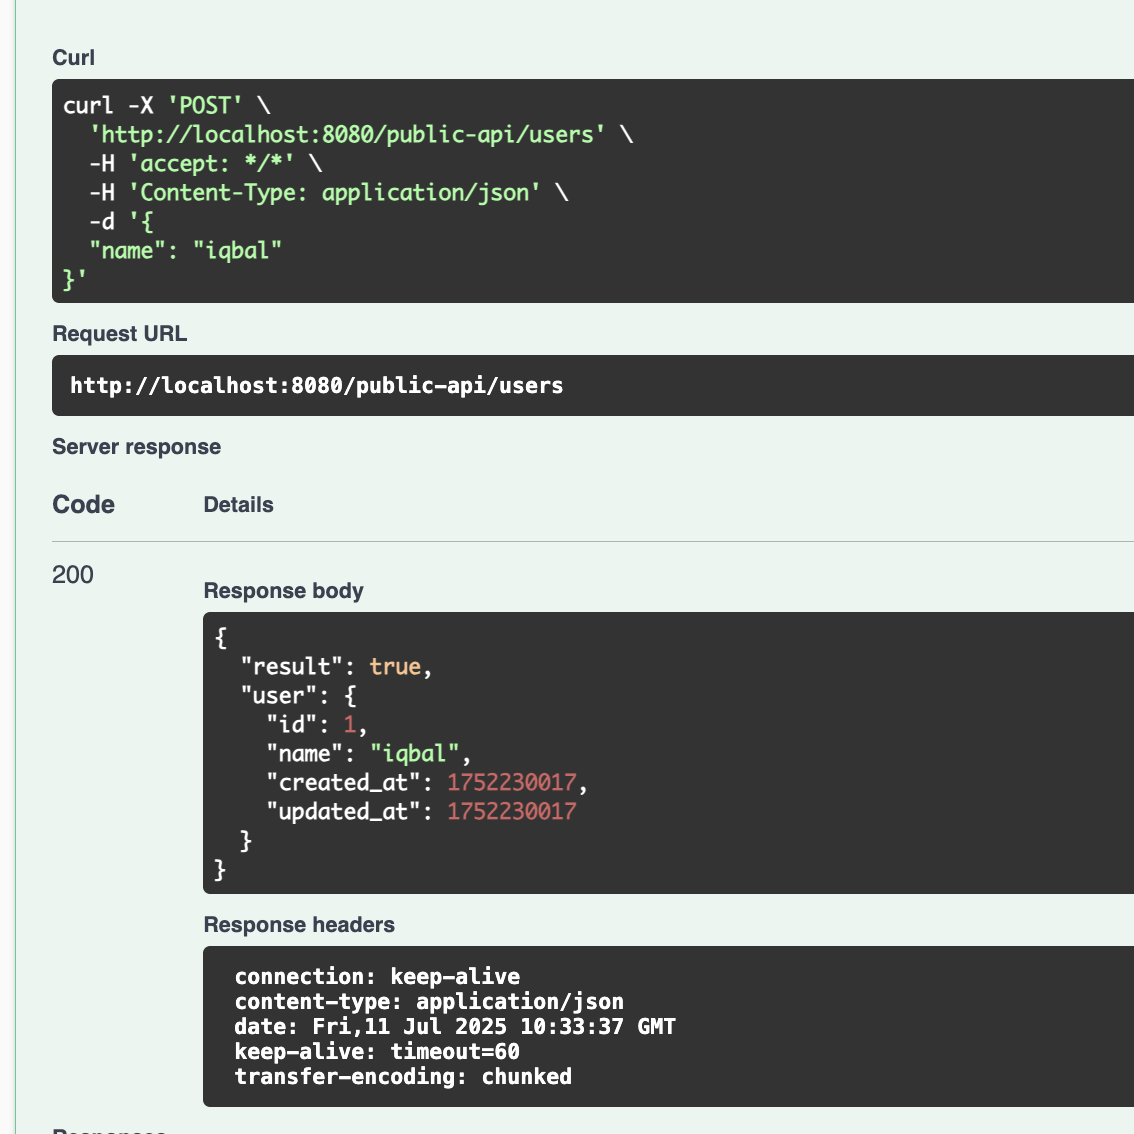 Curl
curl -X 'POST' \
'http://localhost:8080/public-api/users' \
-H 'accept: */*' \
-H 'Content-Type: application/json' \
-d '{
"name": "iqbal"
}'
Request URL
http://localhost:8080/public-api/users
Server response
Code Details
200
Response body
{
"result": true,
"user": {
"id": 1,
"name": "iqbal",
"created_at": 1752230017,
"updated_at": 1752230017
}
}
Response headers
connection: keep-alive
content-type: application/json
date: Fri,11 Jul 2025 10:33:37 GMT
keep-alive: timeout=60
transfer-encoding: chunked
Responses